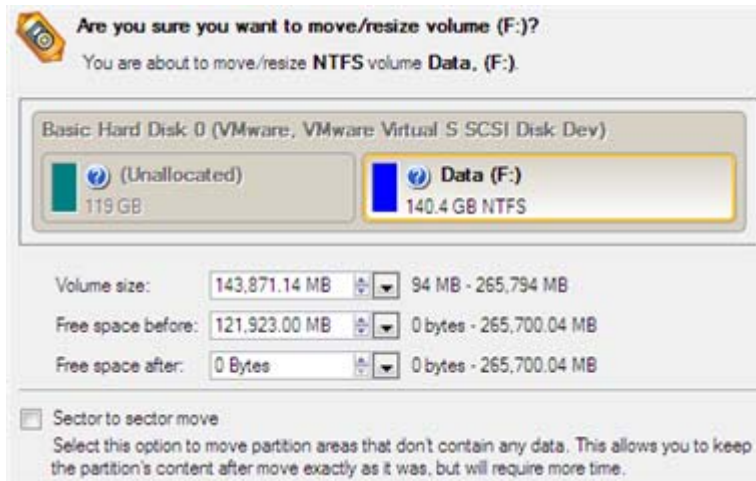 Are you sure you want to move/resize volume (F:)?
You are about to move/resize NTFS volume Data, (F:).
Basic Hard Disk 0 (VMware, VMware Virtual S SCSI Disk Dev)
(Unallocated)
119 GB
Data (F:)
140.4 GB NTFS
Volume size: 143,871.14 MB 94 MB - 265,794 MB
Free space before: 121,923.00 MB 0 bytes - 265,700.04 MB
Free space after: 0 Bytes 0 bytes - 265,700.04 MB
Sector to sector move
Select this option to move partition areas that don't contain any data. This allows you to keep
the partition's content after move exactly as it was, but will require more time.